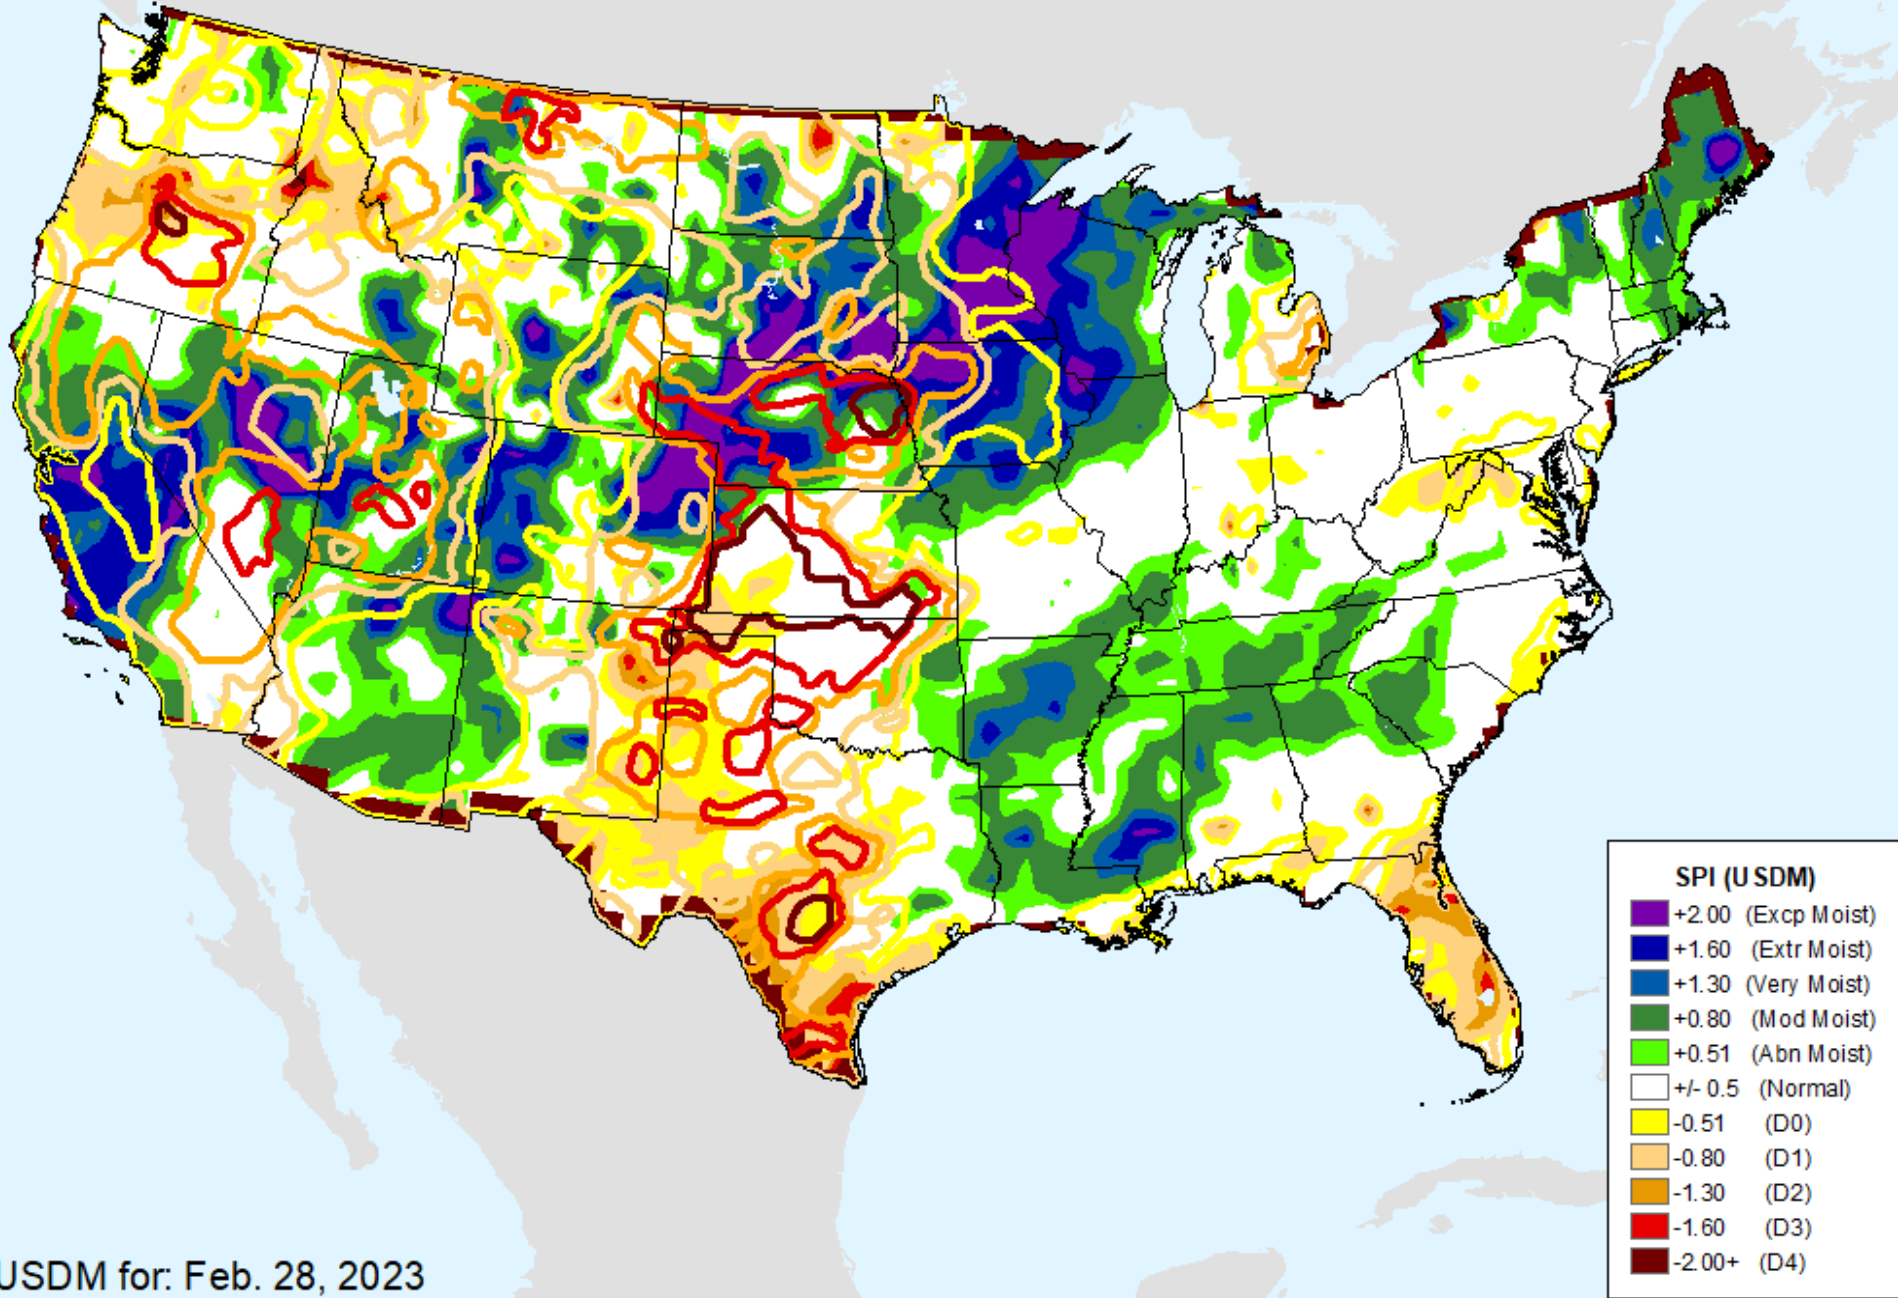 SPI (USDM)
+2.00 (Excp Moist)
+1.60 (Extr Moist)
+1.30 (Very Moist)
+0.80 (Mod Moist)
+0.51 (Abn Moist)
+/- 0.5 (Normal)
-0.51 (D0)
-0.80 (D1)
-1.30 (D2)
-1.60 (D3)
-2.00+ (D4)
USDM for: Feb. 28, 2023